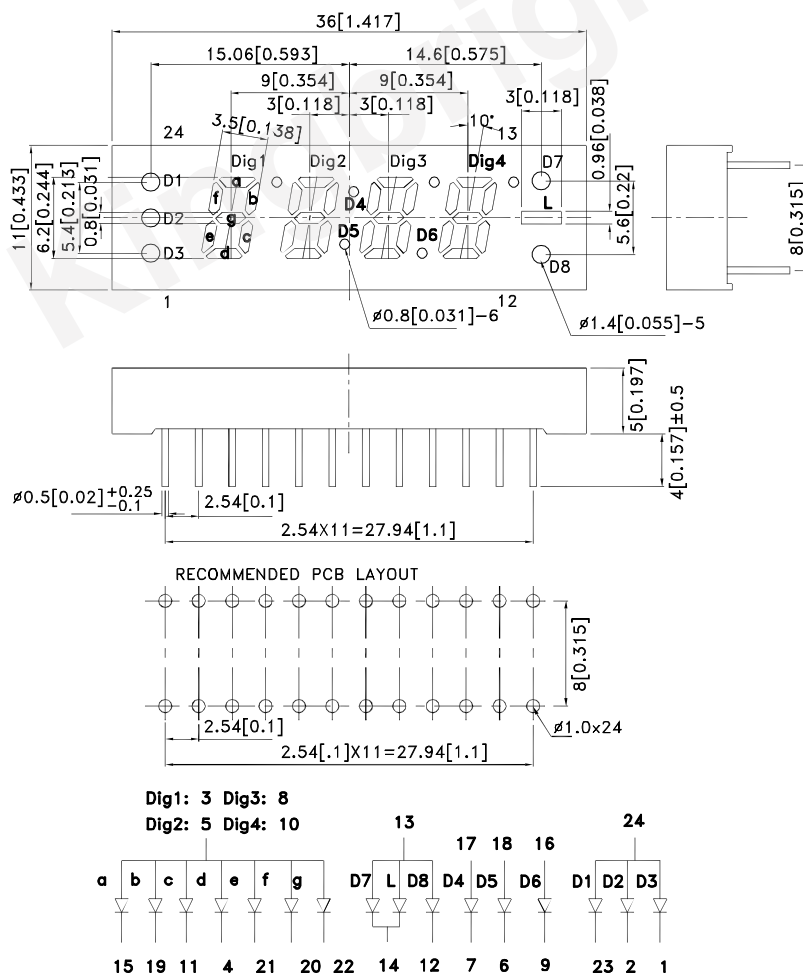 36[1.417]
15.06[0.593] 14.6[0.575]
9[0.354] 9[0.354]
3[0.118] 3[0.118] 3[0.118]
0.96[0.038]
3.5[0.138] 10°
24 13
Dig1 Dig2 Dig3 Dig4 D7
D1 a
f b D4 L
D2 g
D5 D6
e c
D3 d D8
11[0.433]
6.2[0.244]
5.4[0.213]
0.8[0.031]
5.6[0.22]
8[0.315]
1 12
ø0.8[0.031]-6 ø1.4[0.055]-5
Kingbright
5[0.197]
4[0.157]±0.5
ø0.5[0.02]+0.25
-0.1
2.54[0.1]
2.54X11=27.94[1.1]
RECOMMENDED PCB LAYOUT
8[0.315]
2.54[0.1] ø1.0x24
2.54[.1]X11=27.94[1.1]
Dig1: 3 Dig3: 8
Dig2: 5 Dig4: 10
13 24
17 18 16
a b c d e f g D7 L D8 D4 D5 D6 D1 D2 D3
15 19 11 4 21 20 22 14 12 7 6 9 23 2 1